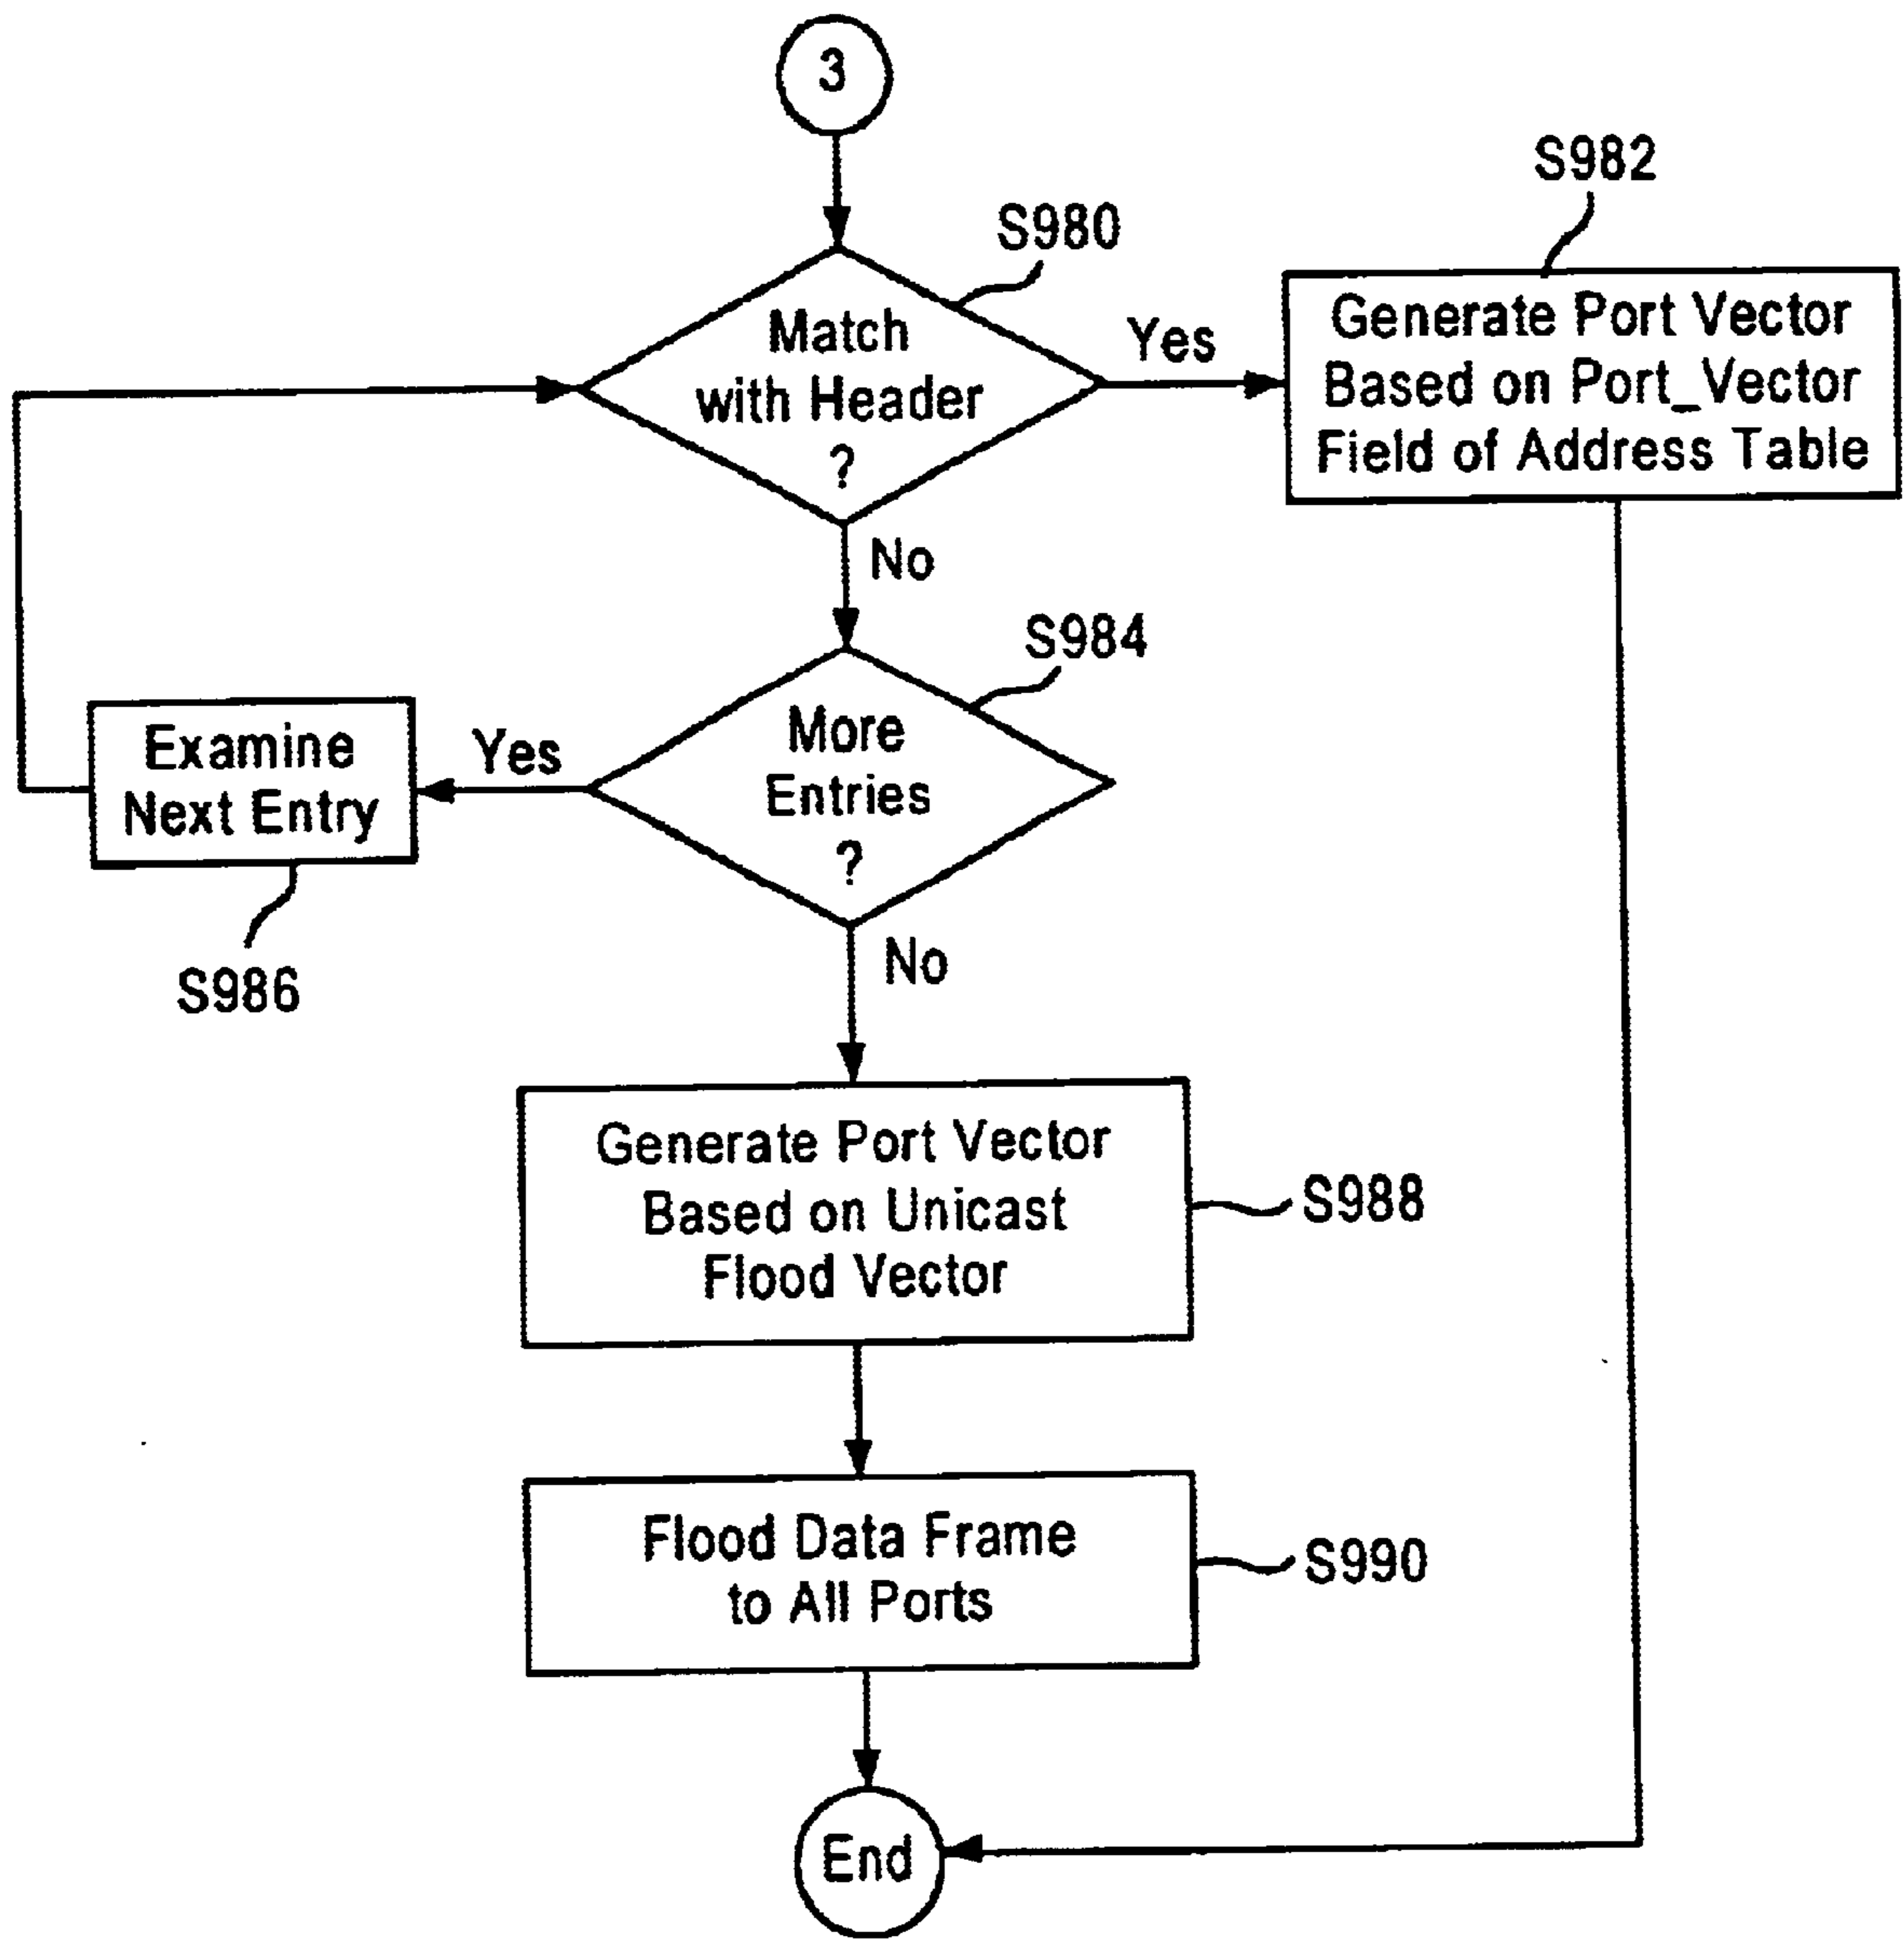 3
S980
S982
Match
with Header
?
Yes
Generate Port Vector
Based on Port_Vector
Field of Address Table
No
S984
More
Entries
?
Yes
Examine
Next Entry
S986
No
Generate Port Vector
Based on Unicast
Flood Vector
S988
Flood Data Frame
to All Ports
S990
End